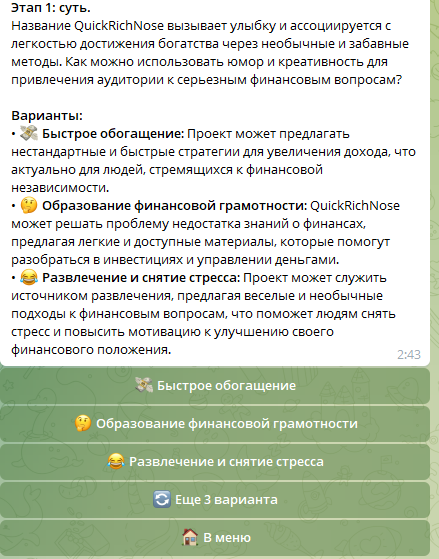 Этап 1: суть.
Название QuickRichNose вызывает улыбку и ассоциируется с
легкостью достижения богатства через необычные и забавные
методы. Как можно использовать юмор и креативность для
привлечения аудитории к серьезным финансовым вопросам?
Варианты:
• 💸 Быстрое обогащение: Проект может предлагать
нестандартные и быстрые стратегии для увеличения дохода, что
актуально для людей, стремящихся к финансовой
независимости.
• 🤔 Образование финансовой грамотности: QuickRichNose
может решать проблему недостатка знаний о финансах,
предлагая легкие и доступные материалы, которые помогут
разобраться в инвестициях и управлении деньгами.
• 😂 Развлечение и снятие стресса: Проект может служить
источником развлечения, предлагая веселые и необычные
подходы к финансовым вопросам, что поможет людям снять
стресс и повысить мотивацию к улучшению своего
финансового положения.
2:43
💸 Быстрое обогащение
🤔 Образование финансовой грамотности
😂 Развлечение и снятие стресса
🔄 Еще 3 варианта
🏠 В меню